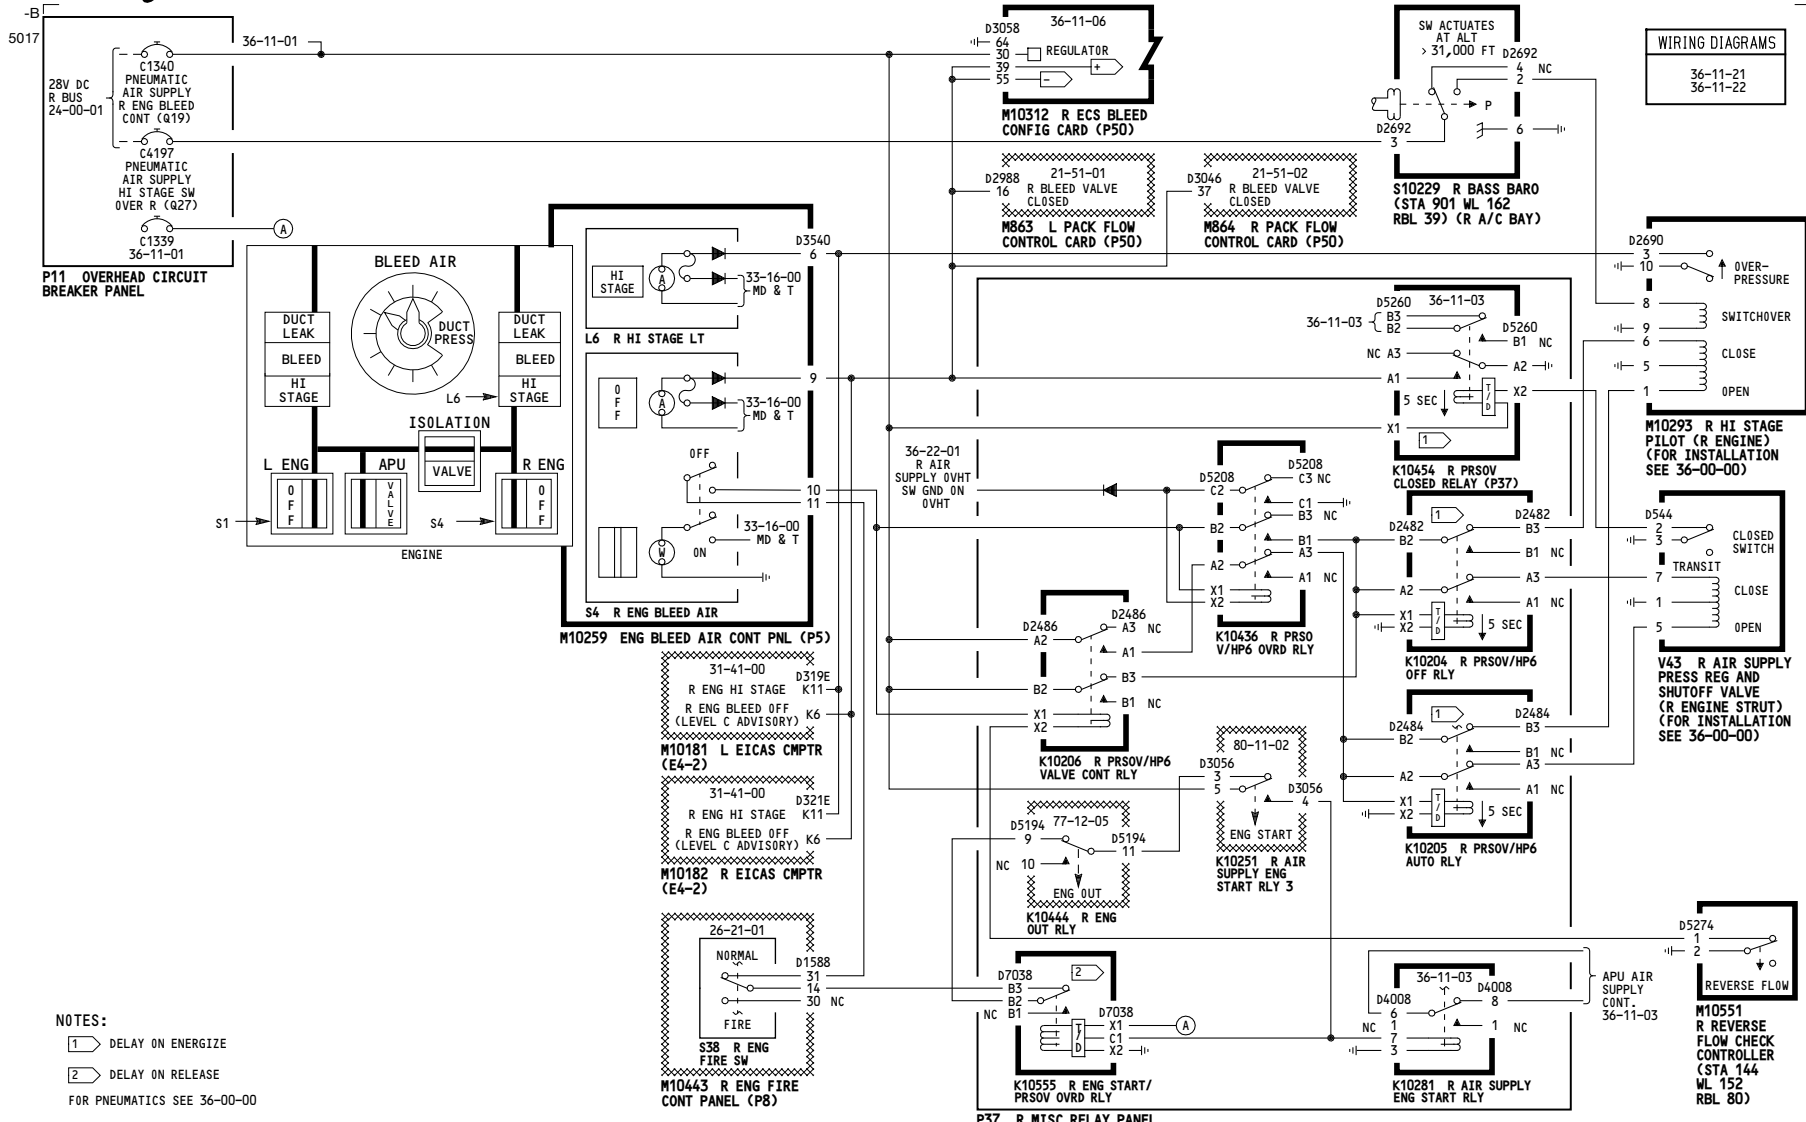 -B
5017
28V DC
R BUS
24-00-01
C1340
PNEUMATIC
AIR SUPPLY
R ENG BLEED
CONT (Q19)
C4197
PNEUMATIC
AIR SUPPLY
HI STAGE SW
OVER R (Q27)
C1339
36-11-01
P11 OVERHEAD CIRCUIT
BREAKER PANEL
36-11-01
A
D3058
64
30
39
55
36-11-06
REGULATOR
+
-
M10312 R ECS BLEED
CONFIG CARD (P50)
D2988
16
21-51-01
R BLEED VALVE
CLOSED
M863 L PACK FLOW
CONTROL CARD (P50)
D3046
37
21-51-02
R BLEED VALVE
CLOSED
M864 R PACK FLOW
CONTROL CARD (P50)
SW ACTUATES
AT ALT
> 31,000 FT
D2692
4 NC
2
P
D2692
3
6
S10229 R BASS BARO
(STA 901 WL 162
RBL 39) (R A/C BAY)
WIRING DIAGRAMS
36-11-21
36-11-22
BLEED AIR
DUCT
PRESS
DUCT
LEAK
BLEED
HI
STAGE
DUCT
LEAK
BLEED
HI
STAGE
L6
ISOLATION
VALVE
L ENG
APU
R ENG
OFF
VALVE
OFF
S1
S4
ENGINE
HI
STAGE
A
33-16-00
MD & T
L6 R HI STAGE LT
D3540
6
OFF
A
33-16-00
MD & T
9
OFF
10
11
33-16-00
MD & T
ON
W
S4 R ENG BLEED AIR
M10259 ENG BLEED AIR CONT PNL (P5)
31-41-00
D319E
R ENG HI STAGE K11
R ENG BLEED OFF
(LEVEL C ADVISORY) K6
M10181 L EICAS CMPTR
(E4-2)
31-41-00
D321E
R ENG HI STAGE K11
R ENG BLEED OFF
(LEVEL C ADVISORY) K6
M10182 R EICAS CMPTR
(E4-2)
26-21-01
NORMAL
FIRE
D1588
31
14
30 NC
S38 R ENG
FIRE SW
M10443 R ENG FIRE
CONT PANEL (P8)
D2690
3
10
8
9
6
5
1
OVER-
PRESSURE
SWITCHOVER
CLOSE
OPEN
M10293 R HI STAGE
PILOT (R ENGINE)
(FOR INSTALLATION
SEE 36-00-00)
36-11-03
D5260
B3
B2
36-11-03
D5260
B1 NC
NC A3
A2
A1
X2
5 SEC
T/D
X1
1
K10454 R PRSOV
CLOSED RELAY (P37)
36-22-01
R AIR
SUPPLY OVHT
SW GND ON
OVHT
D5208
C2
B2
A2
X1
X2
D5208
C3 NC
C1
B3 NC
B1
A3
A1 NC
K10436 R PRSO
V/HP6 OVRD RLY
D2482
B2
A2
X1
X2
1
T/D
5 SEC
D2482
B3
B1 NC
A3
A1 NC
K10204 R PRSOV/HP6
OFF RLY
D544
2
3
7
1
5
CLOSED
SWITCH
TRANSIT
CLOSE
OPEN
V43 R AIR SUPPLY
PRESS REG AND
SHUTOFF VALVE
(R ENGINE STRUT)
(FOR INSTALLATION
SEE 36-00-00)
D2486
A2
B2
X1
X2
D2486
A3 NC
A1
B3
B1 NC
K10206 R PRSOV/HP6
VALVE CONT RLY
D2484
B2
A2
X1
X2
1
T/D
5 SEC
D2484
B3
B1 NC
A3
A1 NC
K10205 R PRSOV/HP6
AUTO RLY
80-11-02
D3056
3
5
D3056
4
ENG START
K10251 R AIR
SUPPLY ENG
START RLY 3
77-12-05
D5194
9
NC 10
D5194
11
ENG OUT
K10444 R ENG
OUT RLY
D7038
B3
B2
NC B1
2
T/D
D7038
X1
C1
X2
A
K10555 R ENG START/
PRSOV OVRD RLY
36-11-03
D4008
6
NC 1
7
3
D4008
8
1 NC
K10281 R AIR SUPPLY
ENG START RLY
APU AIR
SUPPLY
CONT.
36-11-03
D5274
1
2
REVERSE FLOW
M10551
R REVERSE
FLOW CHECK
CONTROLLER
(STA 144
WL 152
RBL 80)
P37 R MISC RELAY PANEL
NOTES:
1 DELAY ON ENERGIZE
2 DELAY ON RELEASE
FOR PNEUMATICS SEE 36-00-00